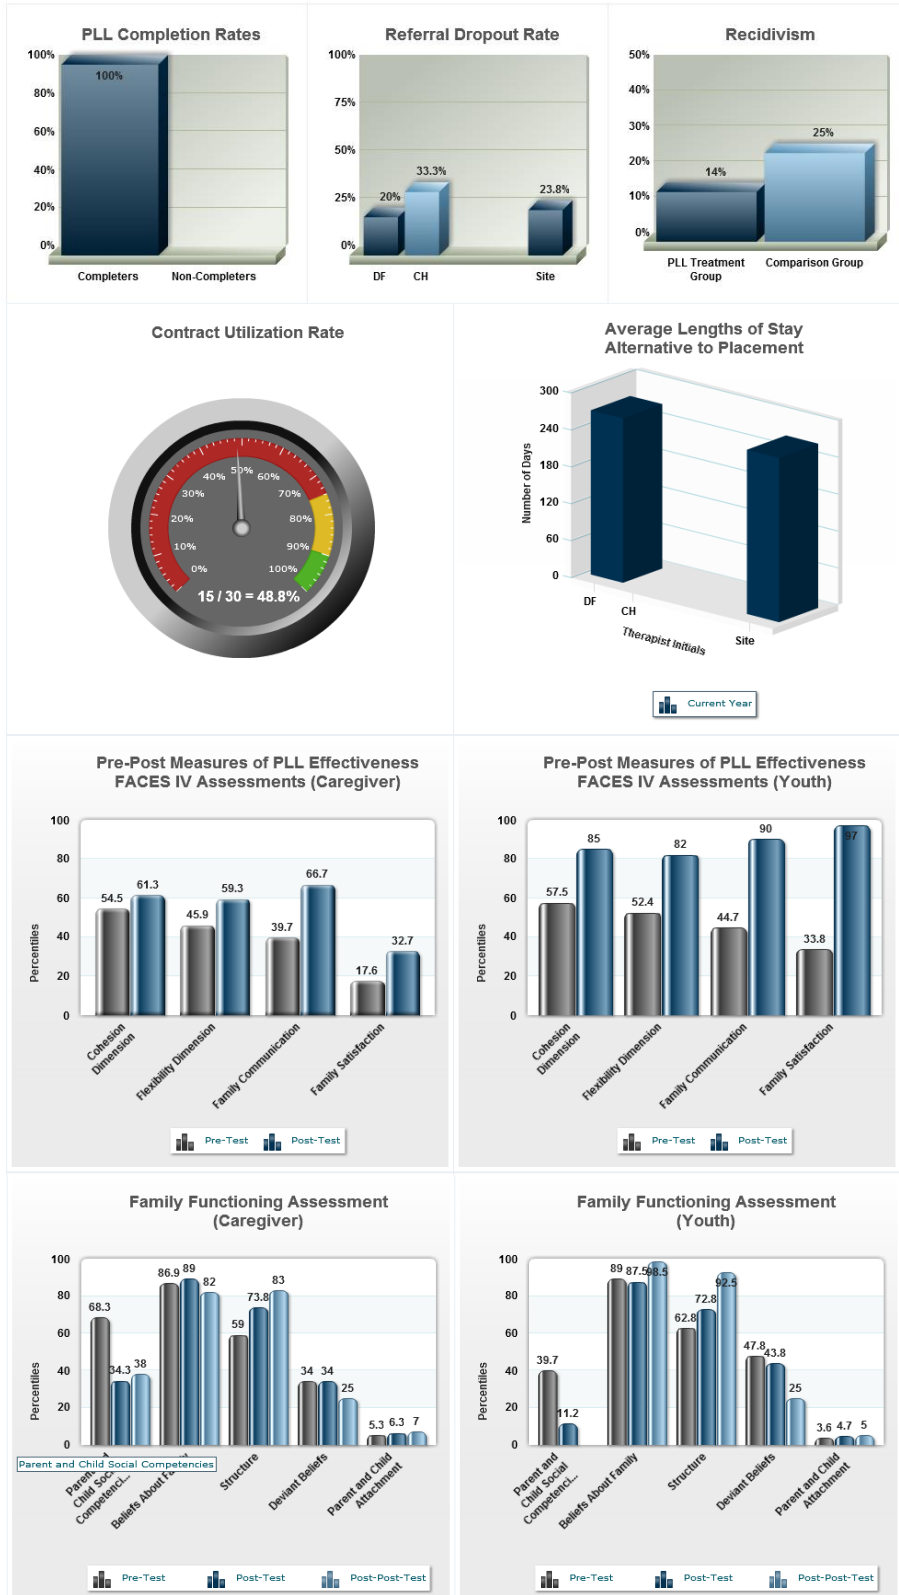 PLL Completion Rates
100%
80%
60%
40%
20%
0%
100%
Completers
Non-Completers
Referral Dropout Rate
100%
75%
50%
25%
0%
20%
33.3%
23.8%
DF
CH
Site
Recidivism
50%
40%
30%
20%
10%
0%
14%
25%
PLL Treatment
Group
Comparison Group
Contract Utilization Rate
0%
10%
20%
30%
40%
50%
60%
70%
80%
90%
100%
15 / 30 = 48.8%
Average Lengths of Stay
Alternative to Placement
Number of Days
300
240
180
120
60
0
DF
CH
Site
Therapist Initials
Current Year
Pre-Post Measures of PLL Effectiveness
FACES IV Assessments (Caregiver)
Percentiles
100
80
60
40
20
0
54.5
61.3
45.9
59.3
39.7
66.7
17.6
32.7
Cohesion
Dimension
Flexibility Dimension
Family Communication
Family Satisfaction
Pre-Test
Post-Test
Pre-Post Measures of PLL Effectiveness
FACES IV Assessments (Youth)
Percentiles
100
80
60
40
20
0
57.5
85
52.4
82
44.7
90
33.8
97
Cohesion
Dimension
Flexibility Dimension
Family Communication
Family Satisfaction
Pre-Test
Post-Test
Family Functioning Assessment
(Caregiver)
Percentiles
100
80
60
40
20
0
68.3
34.3
38
86.9
89
82
59
73.8
83
34
34
25
5.3
6.3
7
Parent and Child Social Competencies
Parent and
Child Social
Competenci...
Beliefs About Family
Structure
Deviant Beliefs
Parent and Child
Attachment
Pre-Test
Post-Test
Post-Post-Test
Family Functioning Assessment
(Youth)
Percentiles
100
80
60
40
20
0
39.7
11.2
89
87.5
98.5
62.8
72.8
92.5
47.8
43.8
25
3.6
4.7
5
Parent and
Child Social
Competenci...
Beliefs About Family
Structure
Deviant Beliefs
Parent and Child
Attachment
Pre-Test
Post-Test
Post-Post-Test